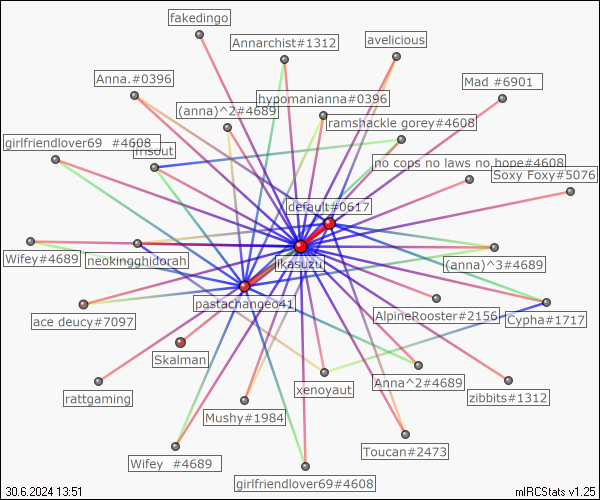 fakedingo
Annarchist#1312
avelicious
Anna.#0396
Mad #6901
(anna)^2#4689
hypomanianna#0396
ramshackle gorey#4608
girlfriendlover69 #4608
frisout
no cops no laws no hope#4608
Soxy Foxy#5076
default#0617
Wifey#4689
neokingghidorah
ikasuzu
(anna)^3#4689
pastachangeo41
ace deucy#7097
AlpineRooster#2156
Cypha#1717
Skalman
rattgaming
xenoyaut
Anna^2#4689
zibbits#1312
Mushy#1984
Toucan#2473
Wifey #4689
girlfriendlover69#4608
30.6.2024 13:51
mIRCStats v1.25